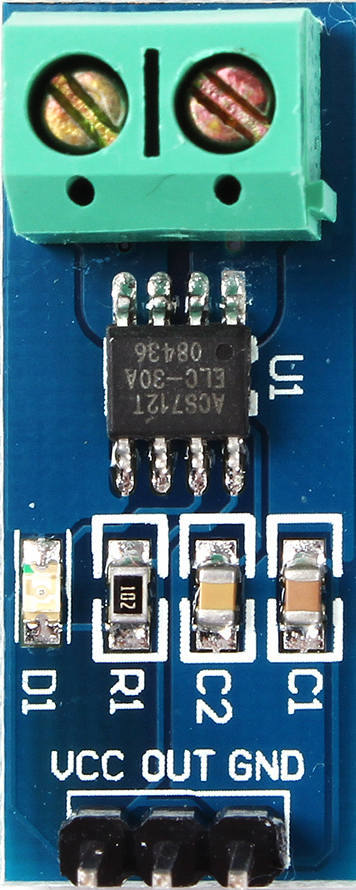 ACS712T
ELC-30A
08436
U1
102
D1
R1
C2
C1
VCC OUT GND